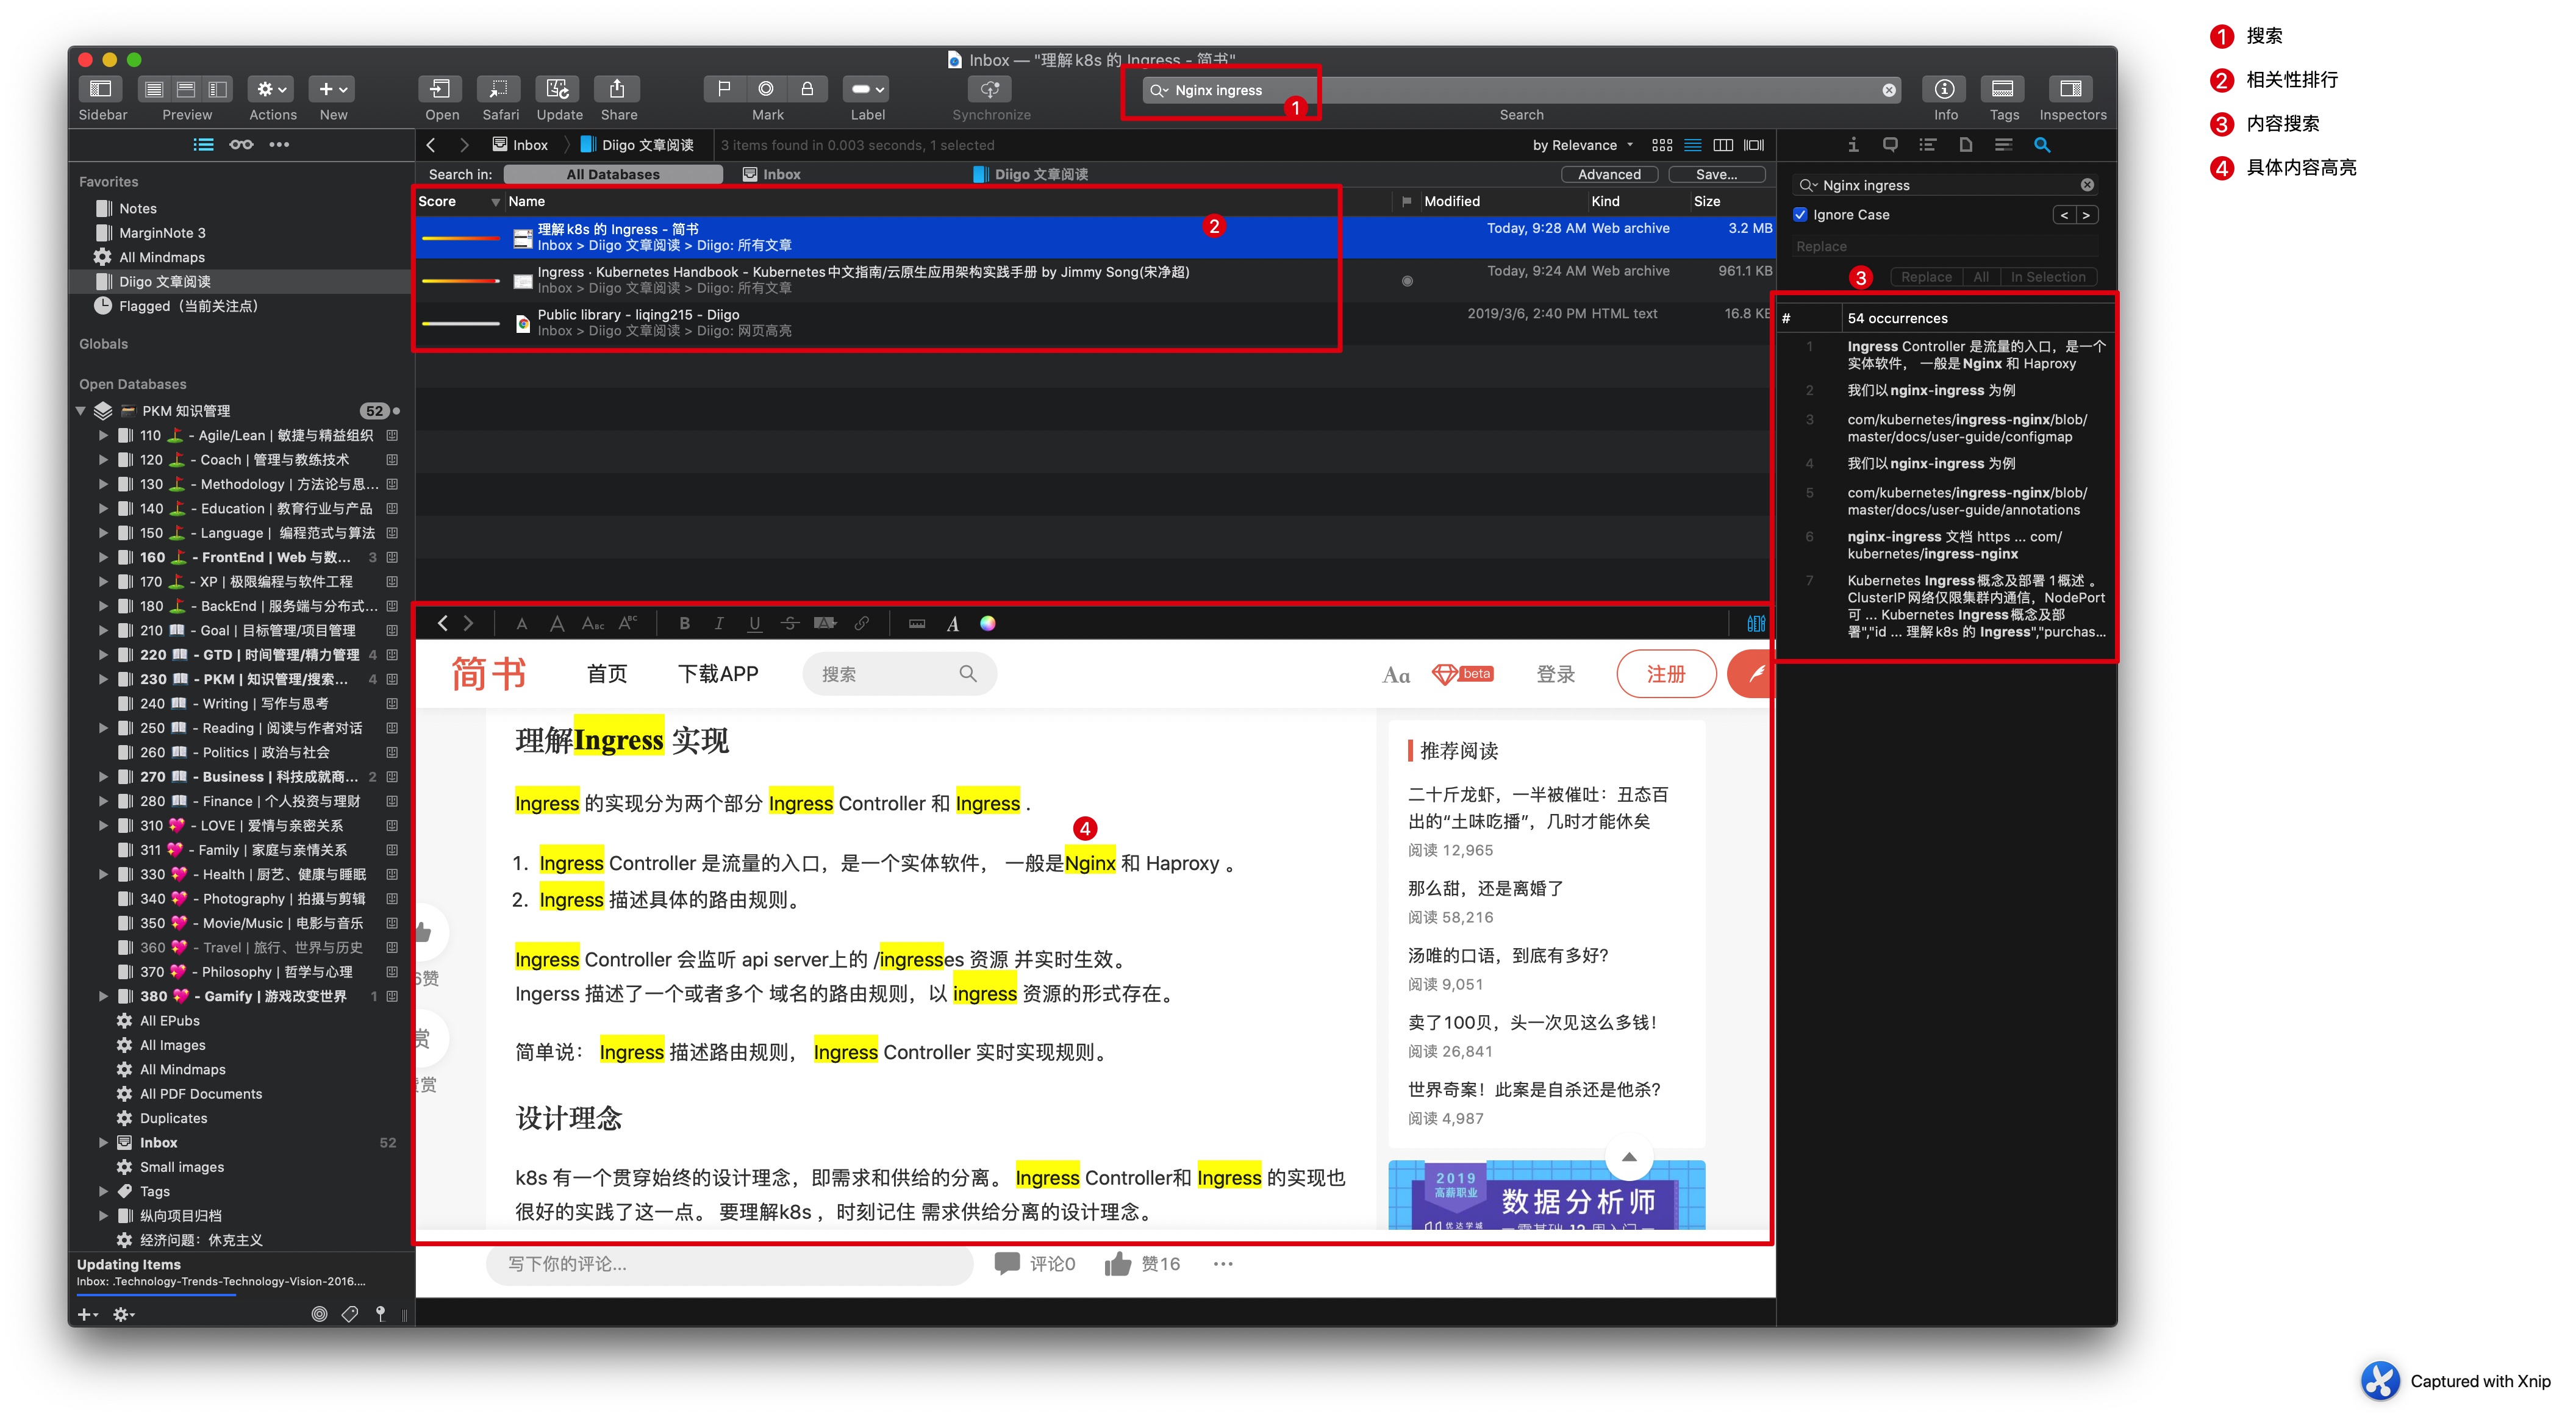 Inbox — "理解k8s 的 Ingress - 简书"
Sidebar
Preview
Actions
New
Open
Safari
Update
Share
Mark
Label
Synchronize
Nginx ingress
1
Search
Info
Tags
Inspectors
Inbox
Diigo 文章阅读
3 items found in 0.003 seconds, 1 selected
by Relevance
Search in:
All Databases
Inbox
Diigo 文章阅读
Advanced
Save...
Score
Name
Modified
Kind
Size
2
理解k8s 的 Ingress - 简书
Inbox > Diigo 文章阅读 > Diigo: 所有文章
Today, 9:28 AM
Web archive
3.2 MB
Ingress · Kubernetes Handbook - Kubernetes中文指南/云原生应用架构实践手册 by Jimmy Song(宋净超)
Inbox > Diigo 文章阅读 > Diigo: 所有文章
Today, 9:24 AM
Web archive
961.1 KB
Public library - liqing215 - Diigo
Inbox > Diigo 文章阅读 > Diigo: 网页高亮
2019/3/6, 2:40 PM
HTML text
16.8 KB
Favorites
Notes
MarginNote 3
All Mindmaps
Diigo 文章阅读
Flagged（当前关注点）
Globals
Open Databases
PKM 知识管理
52
110 - Agile/Lean | 敏捷与精益组织
120 - Coach | 管理与教练技术
130 - Methodology | 方法论与思...
140 - Education | 教育行业与产品
150 - Language | 编程范式与算法
160 - FrontEnd | Web 与数... 3
170 - XP | 极限编程与软件工程
180 - BackEnd | 服务端与分布式...
210 - Goal | 目标管理/项目管理
220 - GTD | 时间管理/精力管理 4
230 - PKM | 知识管理/搜索... 4
240 - Writing | 写作与思考
250 - Reading | 阅读与作者对话
260 - Politics | 政治与社会
270 - Business | 科技成就商... 2
280 - Finance | 个人投资与理财
310 - LOVE | 爱情与亲密关系
311 - Family | 家庭与亲情关系
330 - Health | 厨艺、健康与睡眠
340 - Photography | 拍摄与剪辑
350 - Movie/Music | 电影与音乐
360 - Travel | 旅行、世界与历史
370 - Philosophy | 哲学与心理
380 - Gamify | 游戏改变世界 1
All EPubs
All Images
All Mindmaps
All PDF Documents
Duplicates
Inbox 52
Small images
Tags
纵向项目归档
经济问题：休克主义
Updating Items
Inbox: .Technology-Trends-Technology-Vision-2016....
简书
首页
下载APP
搜索
Aa
beta
登录
注册
理解Ingress 实现
Ingress 的实现分为两个部分 Ingress Controller 和 Ingress .
4
1. Ingress Controller 是流量的入口，是一个实体软件， 一般是Nginx 和 Haproxy 。
2. Ingress 描述具体的路由规则。
Ingress Controller 会监听 api server上的 /ingresses 资源 并实时生效。
Ingerss 描述了一个或者多个 域名的路由规则，以 ingress 资源的形式存在。
简单说： Ingress 描述路由规则， Ingress Controller 实时实现规则。
设计理念
k8s 有一个贯穿始终的设计理念，即需求和供给的分离。 Ingress Controller和 Ingress 的实现也
很好的实践了这一点。 要理解k8s ，时刻记住 需求供给分离的设计理念。
6赞
赏
赞赏
推荐阅读
二十斤龙虾，一半被催吐：丑态百
出的“土味吃播”，几时才能休矣
阅读 12,965
那么甜，还是离婚了
阅读 58,216
汤唯的口语，到底有多好？
阅读 9,051
卖了100贝，头一次见这么多钱！
阅读 26,841
世界奇案！此案是自杀还是他杀？
阅读 4,987
2019
高薪职业
数据分析师
优达学城
写下你的评论...
评论0
赞16
Nginx ingress
Ignore Case
Replace
3
Replace
All
In Selection
#
54 occurrences
1
Ingress Controller 是流量的入口，是一个
实体软件， 一般是Nginx 和 Haproxy
2
我们以nginx-ingress 为例
3
com/kubernetes/ingress-nginx/blob/
master/docs/user-guide/configmap
4
我们以nginx-ingress 为例
5
com/kubernetes/ingress-nginx/blob/
master/docs/user-guide/annotations
6
nginx-ingress 文档 https ... com/
kubernetes/ingress-nginx
7
Kubernetes Ingress概念及部署 1概述 。
ClusterIP网络仅限集群内通信，NodePort
可 ... Kubernetes Ingress概念及部
署","id ... 理解k8s 的 Ingress","purchas...
1 搜索
2 相关性排行
3 内容搜索
4 具体内容高亮
Captured with Xnip